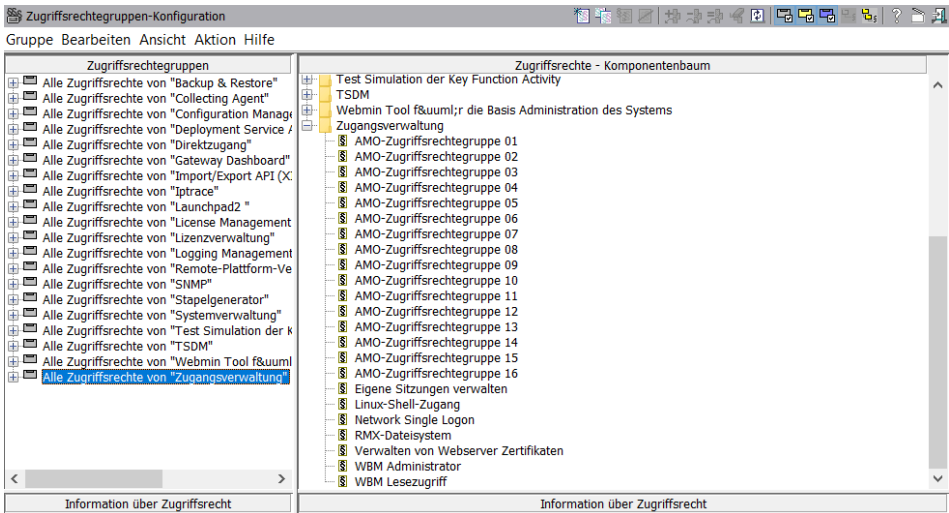 Zugriffsrechtegruppen-Konfiguration
Gruppe Bearbeiten Ansicht Aktion Hilfe
Zugriffsrechtegruppen
Alle Zugriffsrechte von "Backup & Restore"
Alle Zugriffsrechte von "Collecting Agent"
Alle Zugriffsrechte von "Configuration Manage
Alle Zugriffsrechte von "Deployment Service A
Alle Zugriffsrechte von "Direktzugang"
Alle Zugriffsrechte von "Gateway Dashboard"
Alle Zugriffsrechte von "Import/Export API (X
Alle Zugriffsrechte von "Iptrace"
Alle Zugriffsrechte von "Launchpad2 "
Alle Zugriffsrechte von "License Management
Alle Zugriffsrechte von "Lizenzverwaltung"
Alle Zugriffsrechte von "Logging Management
Alle Zugriffsrechte von "Remote-Plattform-Ve
Alle Zugriffsrechte von "SNMP"
Alle Zugriffsrechte von "Stapelgenerator"
Alle Zugriffsrechte von "Systemverwaltung"
Alle Zugriffsrechte von "Test Simulation der K
Alle Zugriffsrechte von "TSDM"
Alle Zugriffsrechte von "Webmin Tool f&uuml
Alle Zugriffsrechte von "Zugangsverwaltung"
Information über Zugriffsrecht
Zugriffsrechte - Komponentenbaum
Test Simulation der Key Function Activity
TSDM
Webmin Tool f&uuml;r die Basis Administration des Systems
Zugangsverwaltung
AMO-Zugriffsrechtegruppe 01
AMO-Zugriffsrechtegruppe 02
AMO-Zugriffsrechtegruppe 03
AMO-Zugriffsrechtegruppe 04
AMO-Zugriffsrechtegruppe 05
AMO-Zugriffsrechtegruppe 06
AMO-Zugriffsrechtegruppe 07
AMO-Zugriffsrechtegruppe 08
AMO-Zugriffsrechtegruppe 09
AMO-Zugriffsrechtegruppe 10
AMO-Zugriffsrechtegruppe 11
AMO-Zugriffsrechtegruppe 12
AMO-Zugriffsrechtegruppe 13
AMO-Zugriffsrechtegruppe 14
AMO-Zugriffsrechtegruppe 15
AMO-Zugriffsrechtegruppe 16
Eigene Sitzungen verwalten
Linux-Shell-Zugang
Network Single Logon
RMX-Dateisystem
Verwalten von Webserver Zertifikaten
WBM Administrator
WBM Lesezugriff
Information über Zugriffsrecht